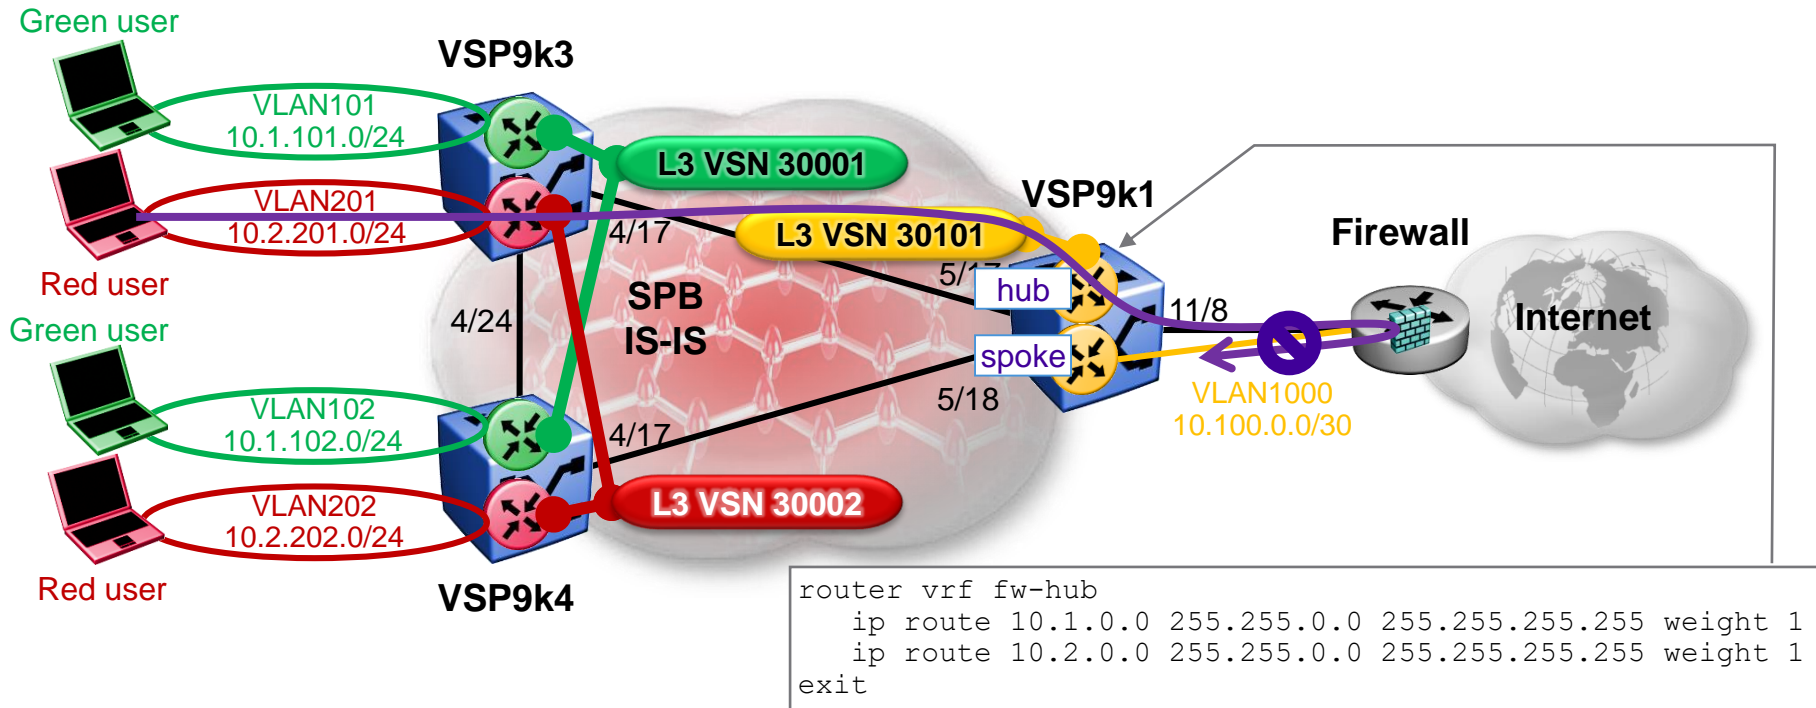 Green user
VSP9k3
VLAN101
10.1.101.0/24
L3 VSN 30001
VSP9k1
VLAN201
10.2.201.0/24
4/17
L3 VSN 30101
Firewall
Red user
5/17
hub
SPB
IS-IS
4/24
11/8
Internet
Green user
spoke
5/18
VLAN1000
10.100.0.0/30
VLAN102
10.1.102.0/24
4/17
L3 VSN 30002
VLAN202
10.2.202.0/24
Red user
VSP9k4
router vrf fw-hub
ip route 10.1.0.0 255.255.0.0 255.255.255.255 weight 1
ip route 10.2.0.0 255.255.0.0 255.255.255.255 weight 1
exit